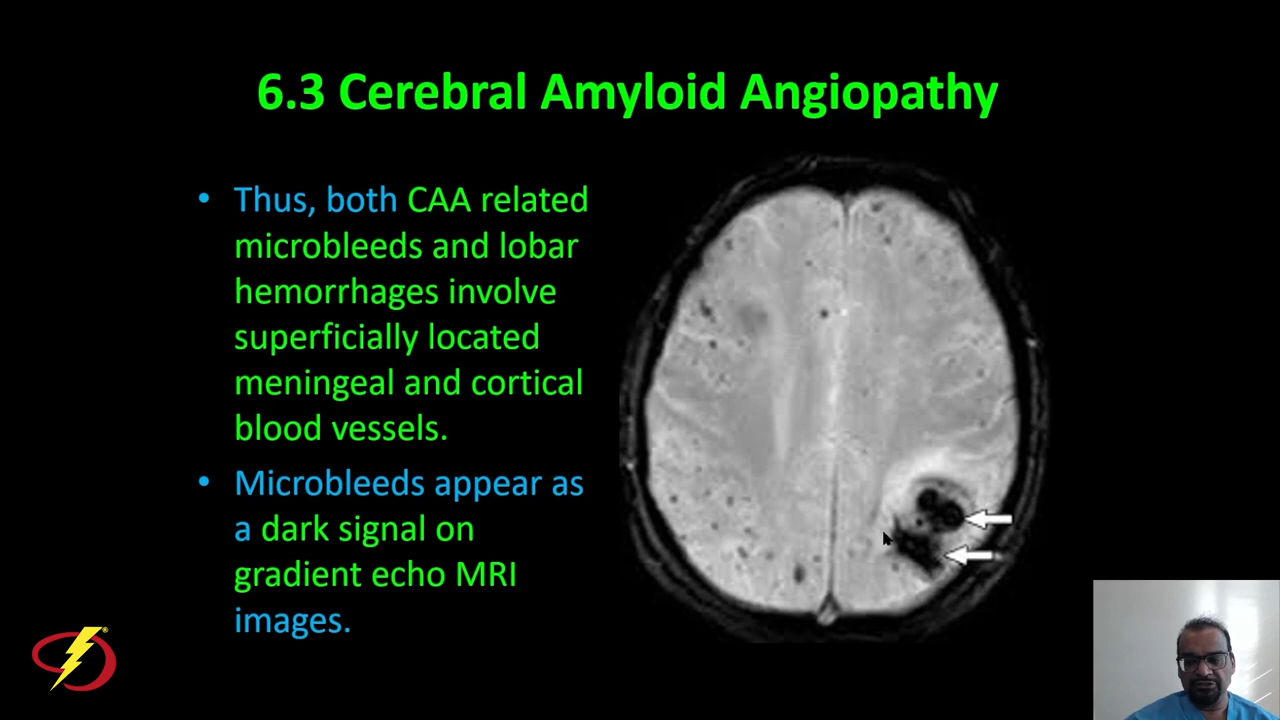 6.3 Cerebral Amyloid Angiopathy
• Thus, both CAA related
microbleeds and lobar
hemorrhages involve
superficially located
meningeal and cortical
blood vessels.
• Microbleeds appear as
a dark signal on
gradient echo MRI
images.